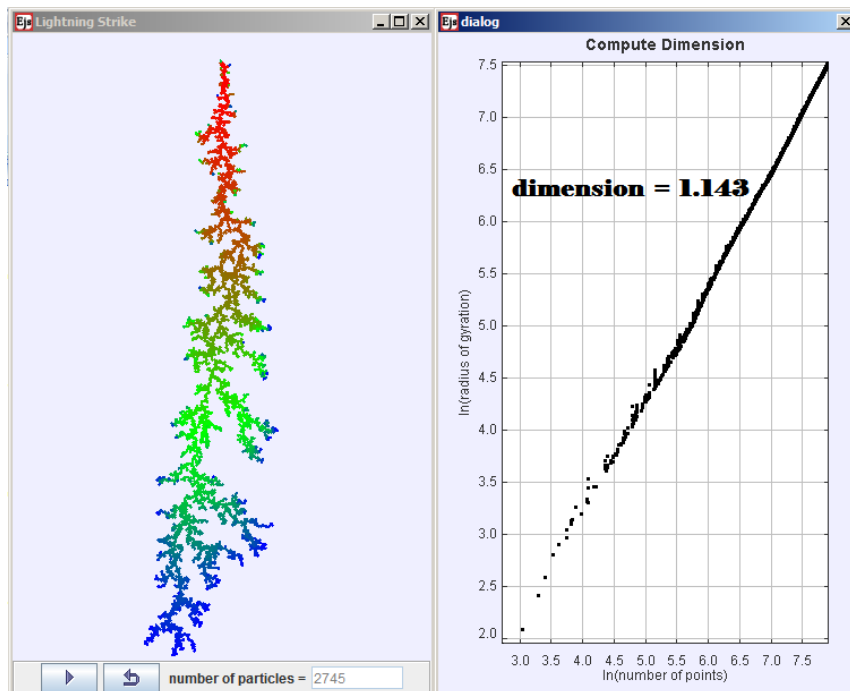 Ejs Lightning Strike
number of particles = 2745
Ejs dialog
Compute Dimension
dimension = 1.143
ln(radius of gyration)
7.5
7.0
6.5
6.0
5.5
5.0
4.5
4.0
3.5
3.0
2.5
2.0
3.0 3.5 4.0 4.5 5.0 5.5 6.0 6.5 7.0 7.5
ln(number of points)